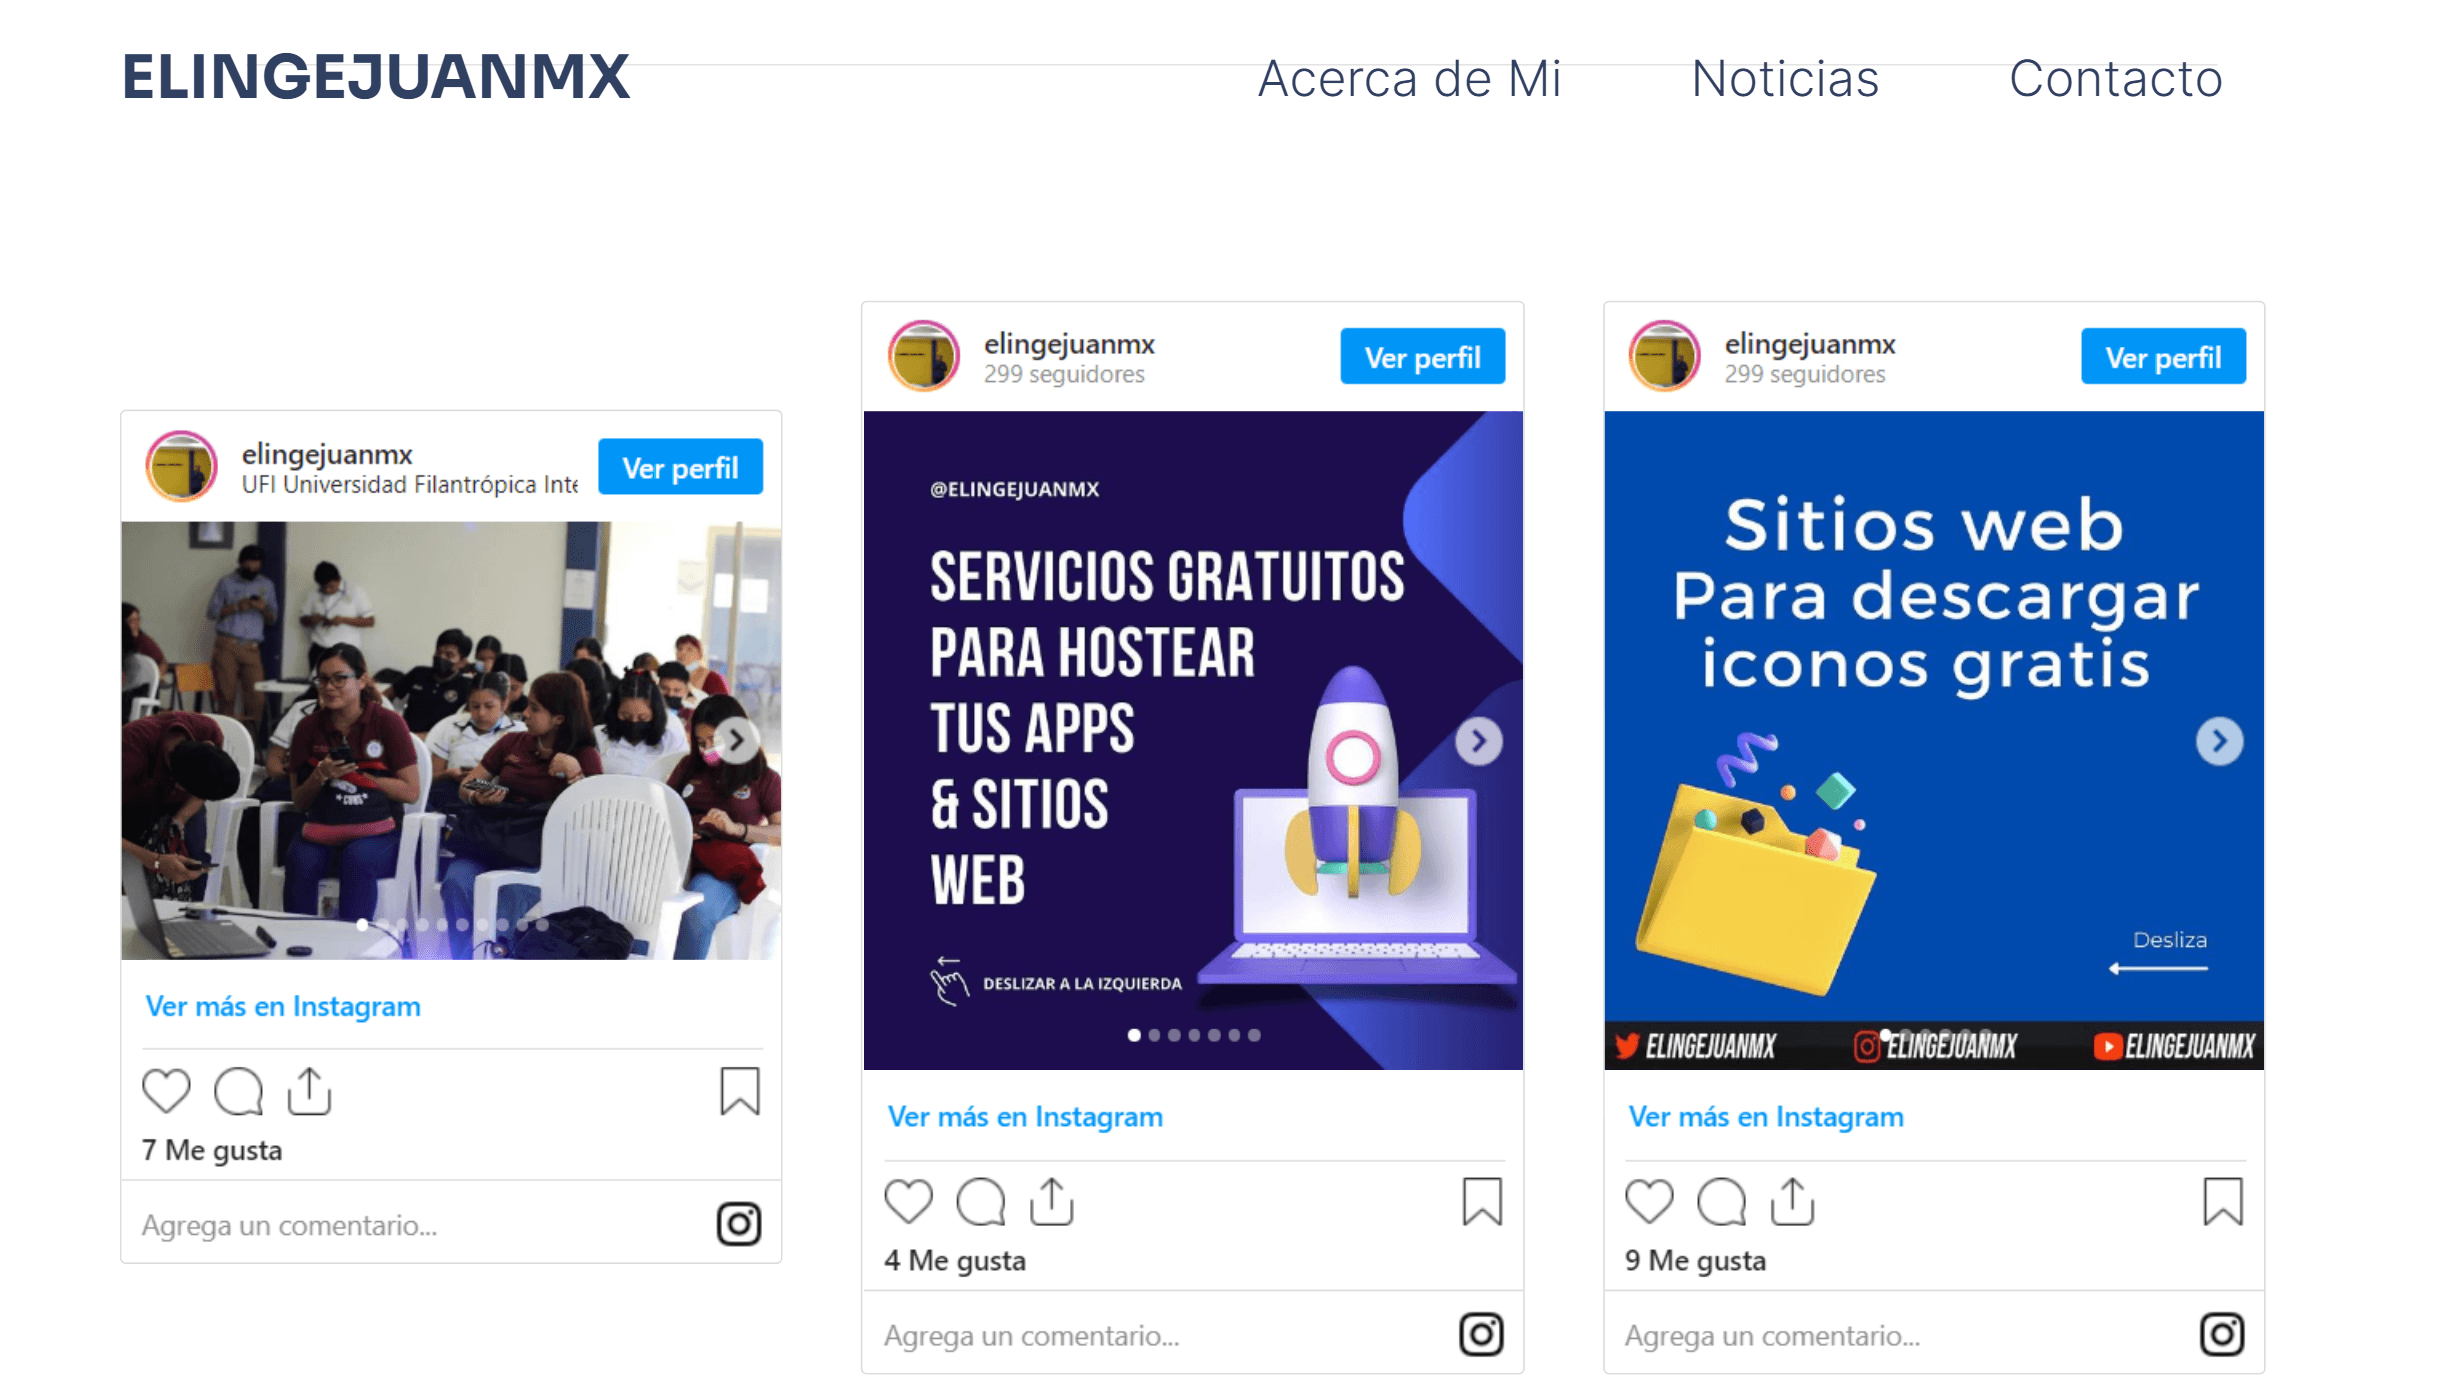 ELINGEJUANMX
Acerca de Mi
Noticias
Contacto
elingejuanmx
UFI Universidad Filantrópica Inte
Ver perfil
Ver más en Instagram
7 Me gusta
Agrega un comentario...
elingejuanmx
299 seguidores
Ver perfil
@ELINGEJUANMX
SERVICIOS GRATUITOS
PARA HOSTEAR
TUS APPS
& SITIOS
WEB
DESLIZAR A LA IZQUIERDA
Ver más en Instagram
4 Me gusta
Agrega un comentario...
elingejuanmx
299 seguidores
Ver perfil
Sitios web
Para descargar
iconos gratis
Desliza
ELINGEJUANMX
ELINGEJUANMX
ELINGEJUANMX
Ver más en Instagram
9 Me gusta
Agrega un comentario...